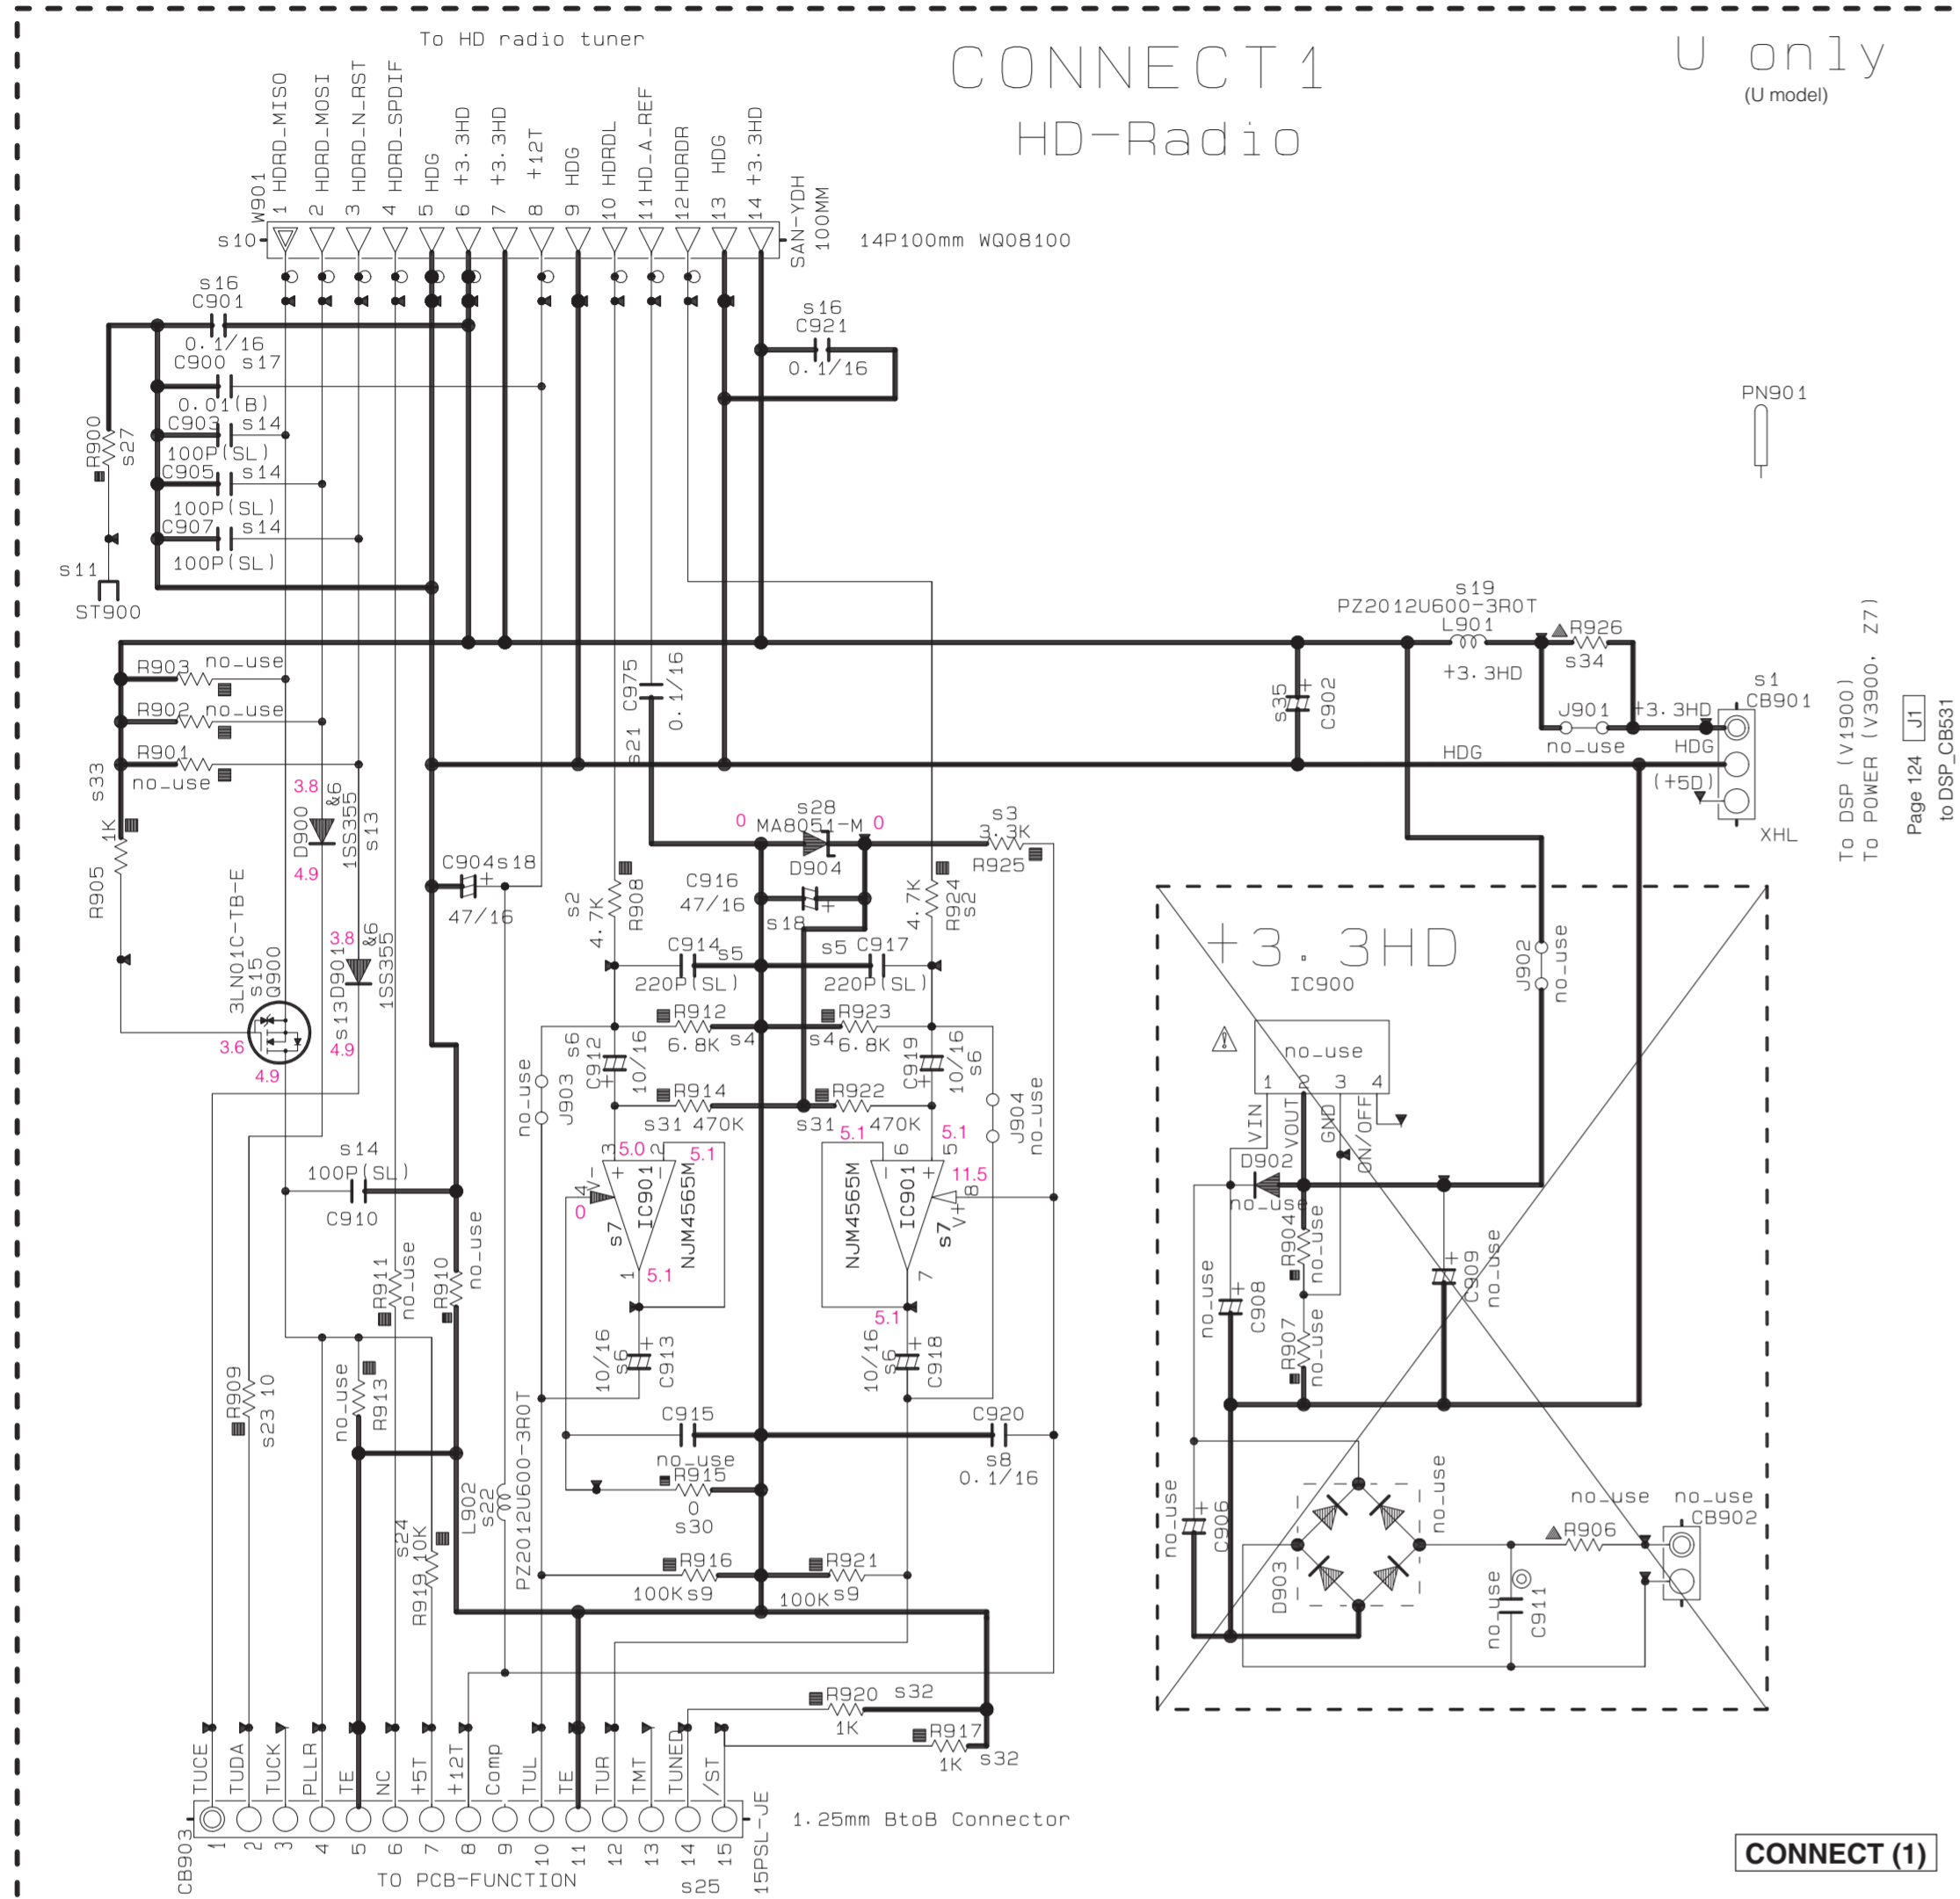 To HD radio tuner
CONNECT1
HD-Radio
U only
(U model)
W901
1 HDRD_MISO
2 HDRD_MOSI
3 HDRD_N-RST
4 HDRD-SPDIF
5 HDG
6 +3.3HD
7 +3.3HD
8 +12T
9 HDG
10 HDRDL
11 HD_A_REF
12 HDRDR
13 HDG
14 +3.3HD
SAN-YDH
100MM
s10
14P100mm WQ08100
s16
C901
0.1/16
C900 s17
0.01(B)
C903 s14
100P(SL)
C905 s14
100P(SL)
C907 s14
100P(SL)
R900
s27
s11
ST900
s16
C921
0.1/16
PN901
R903 no_use
R902 no_use
R901
no_use
s33
1K
R905
3.8
D900
&6
1SS355
s13
4.9
3.8
s13D901
&6
1SS355
4.9
3LN01C-TB-E
s15
Q900
3.6
4.9
C904 s18
47/16
C975
0.1/16
s21
0
s28
MA8051-M
0
D904
s3
3.3K
R925
C916
47/16
s18
s2
4.7K
R908
4.7K
R924
s2
C914
s5
220P(SL)
s5
C917
220P(SL)
R912
6.8K
s4
R923
s4
6.8K
s6
C912
10/16
C919
10/16
s6
R914
s31 470K
R922
s31 470K
no_use
J903
J904
no_use
3
5.0
2
5.1
+
-
4
V-
0
IC901
s7
NJM4565M
1
5.1
5.1
6
5.1
5
-
+
11.5
8
V+
IC901
s7
NJM4565M
7
5.1
10/16
s6
C913
10/16
s6
C918
C915
no_use
C920
s8
0.1/16
R915
0
s30
R916
100K s9
R921
100K s9
s14
100P(SL)
C910
R911
no_use
R910
no_use
R909
s23 10
no_use
R913
s24
R919 10K
L902
s22
PZ2012U600-3R0T
R920 s32
1K
R917
1K s32
s19
PZ2012U600-3R0T
L901
+3.3HD
R926
s34
s35
C902
J901
no_use
+3.3HD
HDG
HDG
(+5D)
s1
CB901
XHL
To DSP (V1900)
To POWER (V3900, Z7)
Page 124 J1
to DSP_CB531
+3.3HD
IC900
no_use
1 2 3 4
VIN
VOUT
GND
ON/OFF
J902
no_use
D902
no_use
R904
no_use
R907
no_use
no_use
C908
C909
no_use
no_use
C906
D903
no_use
no_use
C911
no_use
R906
no_use
CB902
TUCE
TUDA
TUCK
PLLR
TE
NC
+5T
+12T
Comp
TUL
TE
TUR
TMT
TUNED
/ST
CB903
1 2 3 4 5 6 7 8 9 10 11 12 13 14 15
15PSL-JE
1.25mm BtoB Connector
TO PCB-FUNCTION
s25
CONNECT (1)